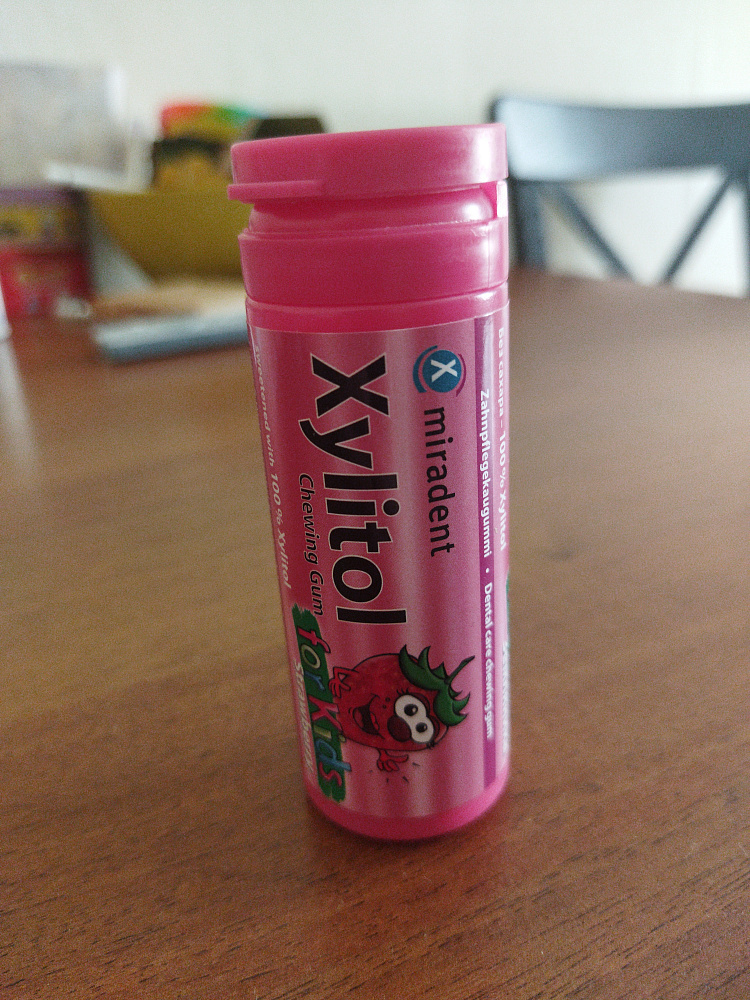 Без сахара - 100% Xylitol
Zahnpflegekaugummi • Dental care chewing gum
X miradent
Xylitol
Chewing Gum
for Kids
Sweetened with 100 % Xylitol